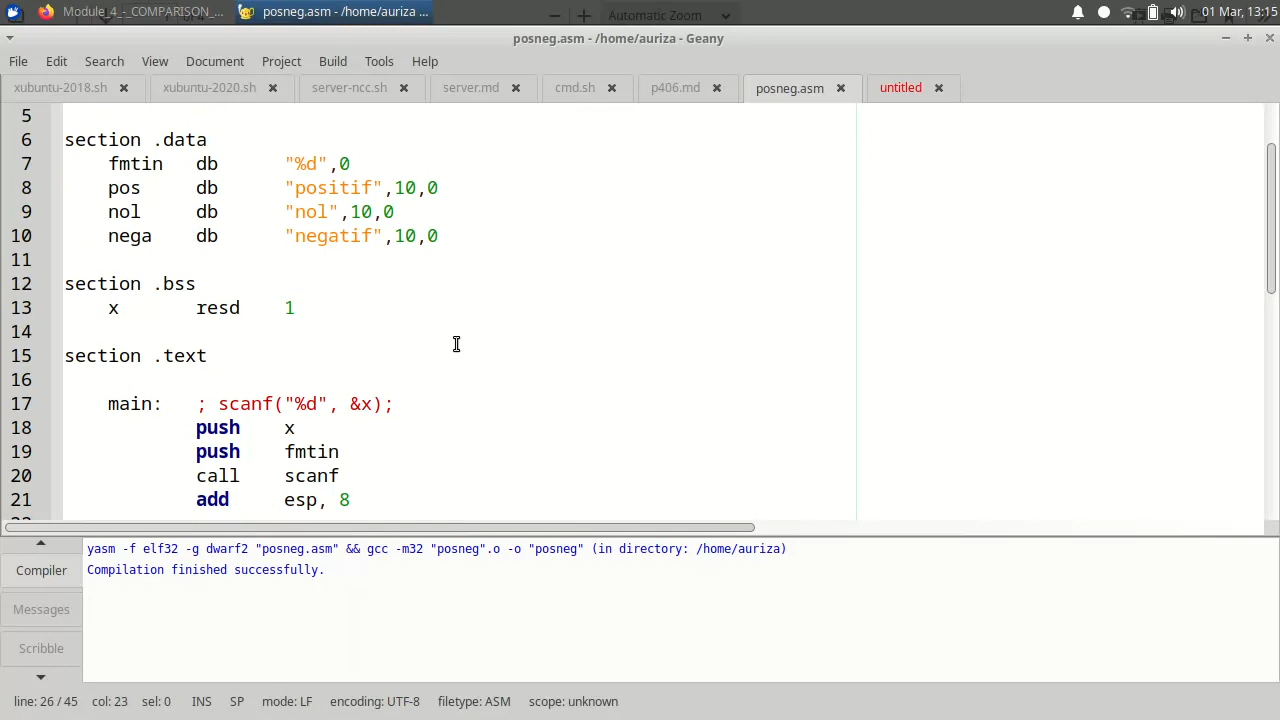 Module_4_-_COMPARISON_... posneg.asm - /home/auriza ... Automatic Zoom 01 Mar, 13:15
posneg.asm - /home/auriza - Geany
File Edit Search View Document Project Build Tools Help
xubuntu-2018.sh xubuntu-2020.sh server-ncc.sh server.md cmd.sh p406.md posneg.asm untitled
5
6 section .data
7 fmtin db "%d",0
8 pos db "positif",10,0
9 nol db "nol",10,0
10 nega db "negatif",10,0
11
12 section .bss
13 x resd 1
14
15 section .text
16
17 main: ; scanf("%d", &x);
18 push x
19 push fmtin
20 call scanf
21 add esp, 8
Compiler
Messages
Scribble
yasm -f elf32 -g dwarf2 "posneg.asm" && gcc -m32 "posneg".o -o "posneg" (in directory: /home/auriza)
Compilation finished successfully.
line: 26 / 45 col: 23 sel: 0 INS SP mode: LF encoding: UTF-8 filetype: ASM scope: unknown